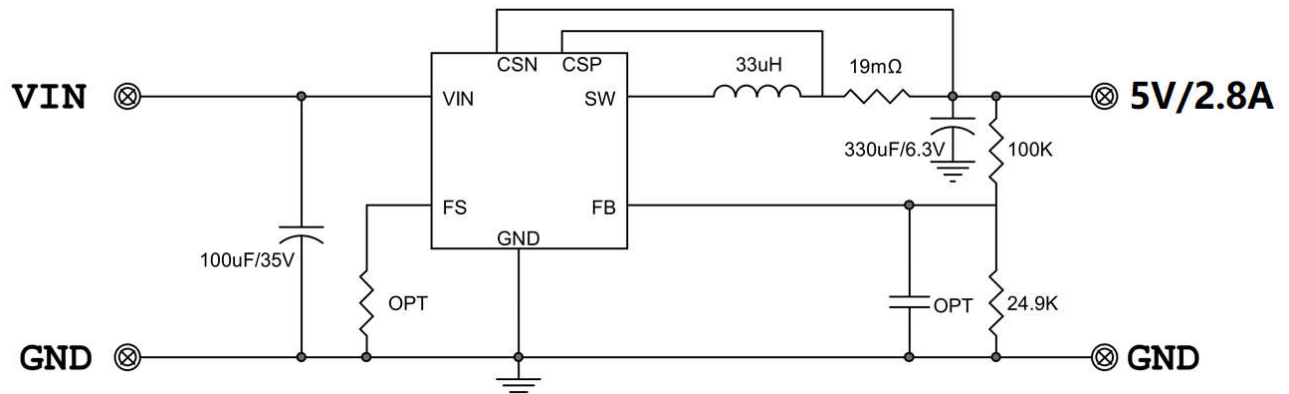 CSN CSP
33uH
19mΩ
VIN
VIN
SW
5V/2.8A
330uF/6.3V
100K
FS
FB
GND
100uF/35V
OPT
OPT
24.9K
GND
GND